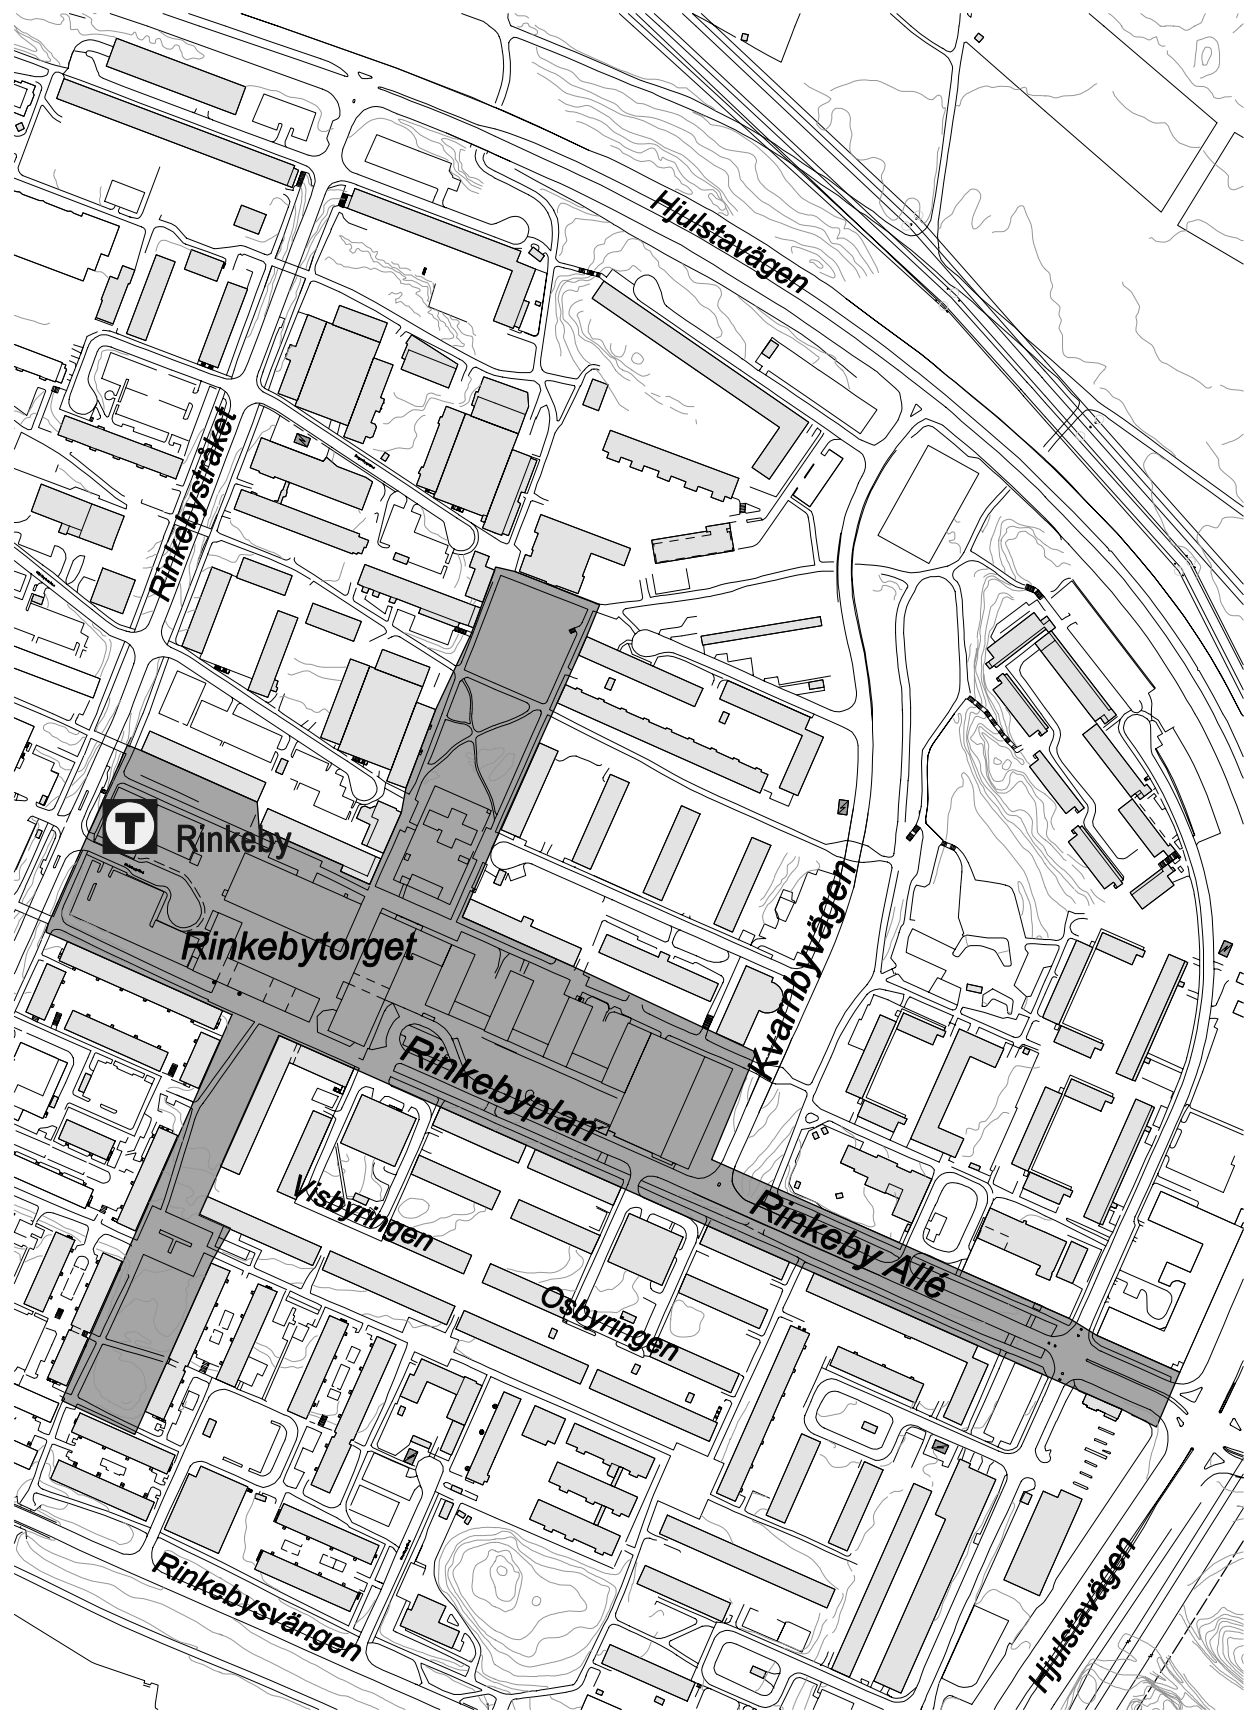 Hjulstavägen
Rinkebystråket
T
Rinkeby
Rinkebytorget
Kvarnbyvägen
Rinkebyplan
Visbyringen
Rinkeby Allé
Osbyringen
Rinkebysvängen
Hjulstavägen